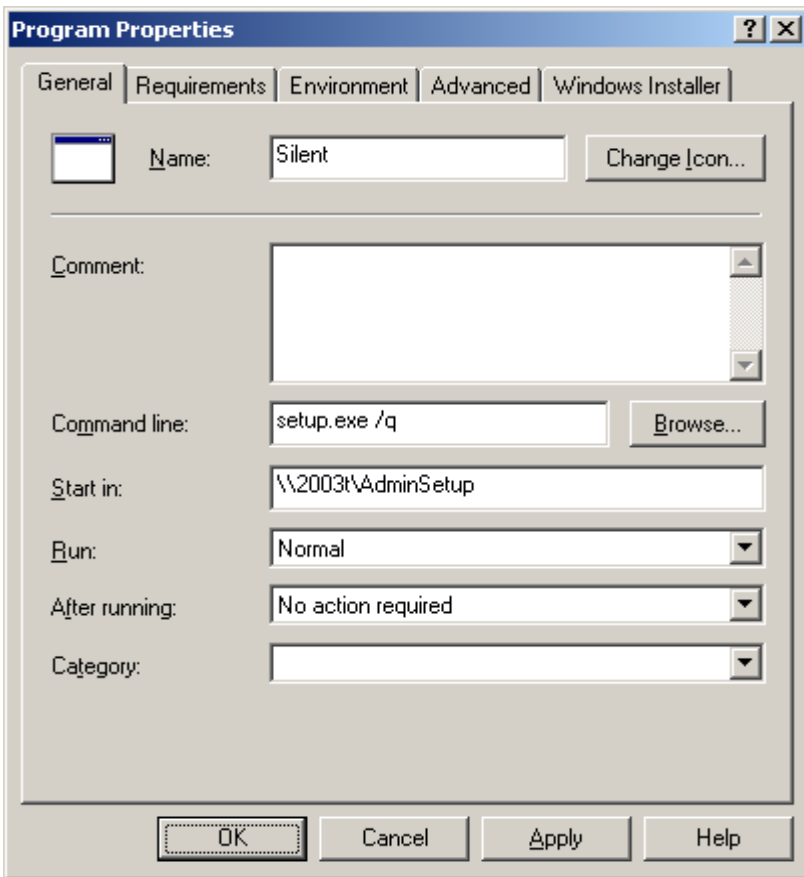 Program Properties
General Requirements Environment Advanced Windows Installer
Name: Silent Change Icon...
Comment:
Command line: setup.exe /q Browse...
Start in: \\2003t\AdminSetup
Run: Normal
After running: No action required
Category:
OK Cancel Apply Help